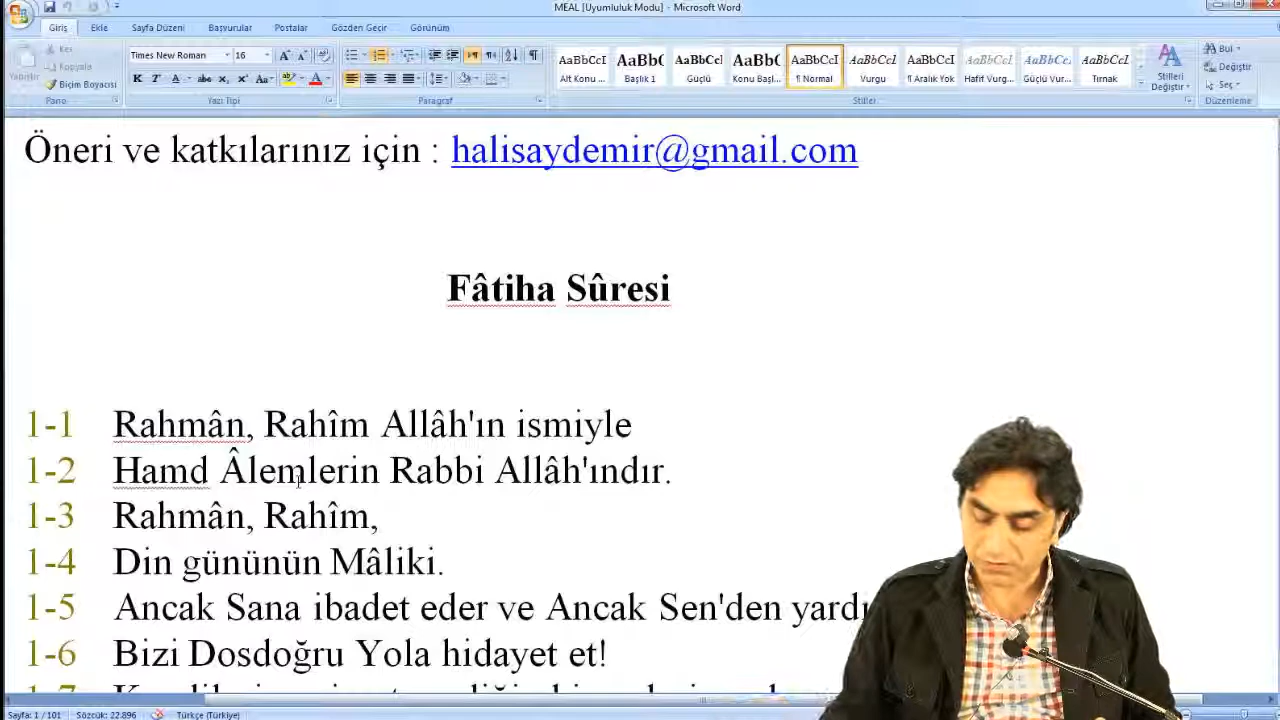 MEAL [Uyumluluk Modu] - Microsoft Word
Giriş Ekle Sayfa Düzeni Başvurular Postalar Gözden Geçir Görünüm
Yapıştır
Kes
Kopyala
Biçim Boyacısı
Pano
Times New Roman 16
Yazı Tipi
Paragraf
AaBbCcI AaBbC AaBbCcI AaBbC AaBbCcI AaBbCcI AaBbCcI AaBbCcI AaBbCcI AaBbCcI
Alt Konu ... Başlık 1 Güçlü Konu Başl... ¶ Normal Vurgu ¶ Aralık Yok Hafif Vurg... Güçlü Vur... Tırnak
Stiller
Stilleri
Değiştir
Bul
Değiştir
Seç
Düzenleme
Öneri ve katkılarınız için : halisaydemir@gmail.com
Fâtiha Sûresi
1-1 Rahmân, Rahîm Allâh'ın ismiyle
1-2 Hamd Âlemlerin Rabbi Allâh'ındır.
1-3 Rahmân, Rahîm,
1-4 Din gününün Mâliki.
1-5 Ancak Sana ibadet eder ve Ancak Sen'den
1-6 Bizi Dosdoğru Yola hidayet et!
1-7
Sayfa: 1 / 101 Sözcük: 22.896 Türkçe (Türkiye)